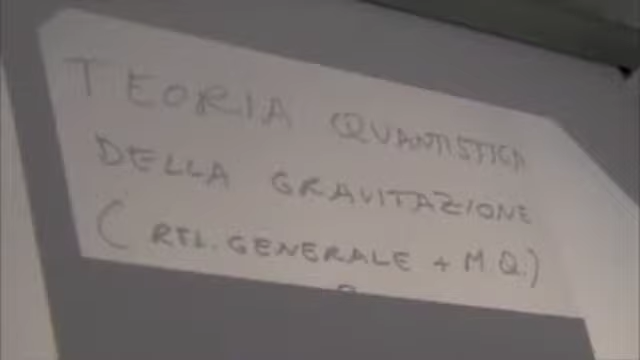 TEORIA QUANTISTICA
DELLA GRAVITAZIONE
( REL. GENERALE + M.Q.)